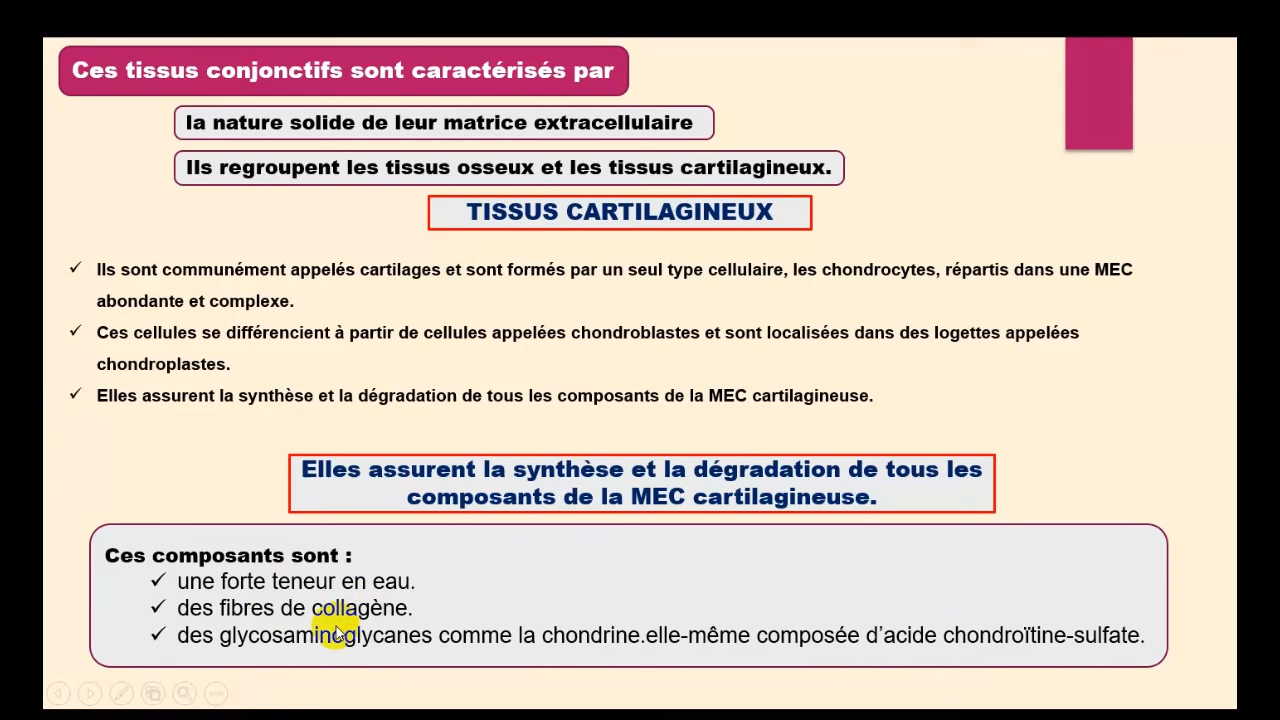 Ces tissus conjonctifs sont caractérisés par
la nature solide de leur matrice extracellulaire
Ils regroupent les tissus osseux et les tissus cartilagineux.
TISSUS CARTILAGINEUX
✓ Ils sont communément appelés cartilages et sont formés par un seul type cellulaire, les chondrocytes, répartis dans une MEC
abondante et complexe.
✓ Ces cellules se différencient à partir de cellules appelées chondroblastes et sont localisées dans des logettes appelées
chondroplastes.
✓ Elles assurent la synthèse et la dégradation de tous les composants de la MEC cartilagineuse.
Elles assurent la synthèse et la dégradation de tous les
composants de la MEC cartilagineuse.
Ces composants sont :
✓ une forte teneur en eau.
✓ des fibres de collagène.
✓ des glycosaminoglycanes comme la chondrine.elle-même composée d’acide chondroïtine-sulfate.